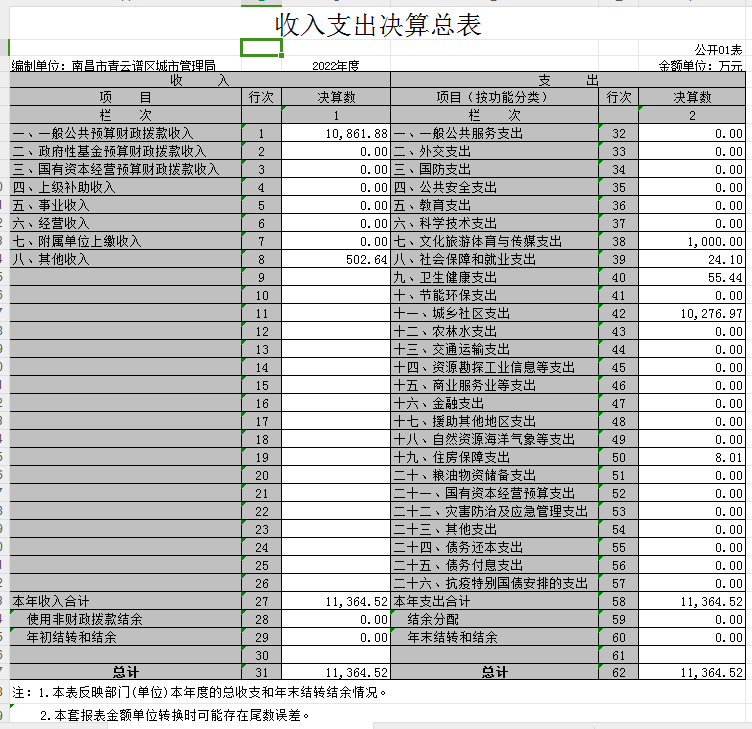 收入支出决算总表
公开01表
编制单位：南昌市青云谱区城市管理局 2022年度 金额单位：万元
收 入 支 出
项 目 行次 决算数 项目（按功能分类） 行次 决算数
栏 次 1 栏 次 2
一、一般公共预算财政拨款收入 1 10,861.88 一、一般公共服务支出 32 0.00
二、政府性基金预算财政拨款收入 2 0.00 二、外交支出 33 0.00
三、国有资本经营预算财政拨款收入 3 0.00 三、国防支出 34 0.00
四、上级补助收入 4 0.00 四、公共安全支出 35 0.00
五、事业收入 5 0.00 五、教育支出 36 0.00
六、经营收入 6 0.00 六、科学技术支出 37 0.00
七、附属单位上缴收入 7 0.00 七、文化旅游体育与传媒支出 38 1,000.00
八、其他收入 8 502.64 八、社会保障和就业支出 39 24.10
9 九、卫生健康支出 40 55.44
10 十、节能环保支出 41 0.00
11 十一、城乡社区支出 42 10,276.97
12 十二、农林水支出 43 0.00
13 十三、交通运输支出 44 0.00
14 十四、资源勘探工业信息等支出 45 0.00
15 十五、商业服务业等支出 46 0.00
16 十六、金融支出 47 0.00
17 十七、援助其他地区支出 48 0.00
18 十八、自然资源海洋气象等支出 49 0.00
19 十九、住房保障支出 50 8.01
20 二十、粮油物资储备支出 51 0.00
21 二十一、国有资本经营预算支出 52 0.00
22 二十二、灾害防治及应急管理支出 53 0.00
23 二十三、其他支出 54 0.00
24 二十四、债务还本支出 55 0.00
25 二十五、债务付息支出 56 0.00
26 二十六、抗疫特别国债安排的支出 57 0.00
本年收入合计 27 11,364.52 本年支出合计 58 11,364.52
使用非财政拨款结余 28 0.00 结余分配 59 0.00
年初结转和结余 29 0.00 年末结转和结余 60 0.00
30 61
总计 31 11,364.52 总计 62 11,364.52
注：1.本表反映部门(单位)本年度的总收支和年末结转结余情况。
2.本套报表金额单位转换时可能存在尾数误差。